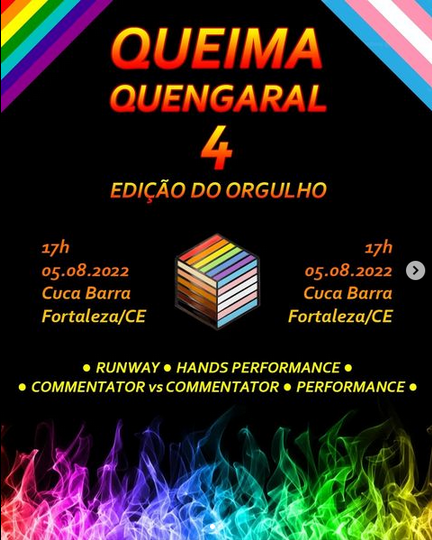 QUEIMA
QUENGARAL
4
EDIÇÃO DO ORGULHO
17h
05.08.2022
Cuca Barra
Fortaleza/CE
17h
05.08.2022
Cuca Barra
Fortaleza/CE
● RUNWAY ● HANDS PERFORMANCE ●
● COMMENTATOR vs COMMENTATOR ● PERFORMANCE ●